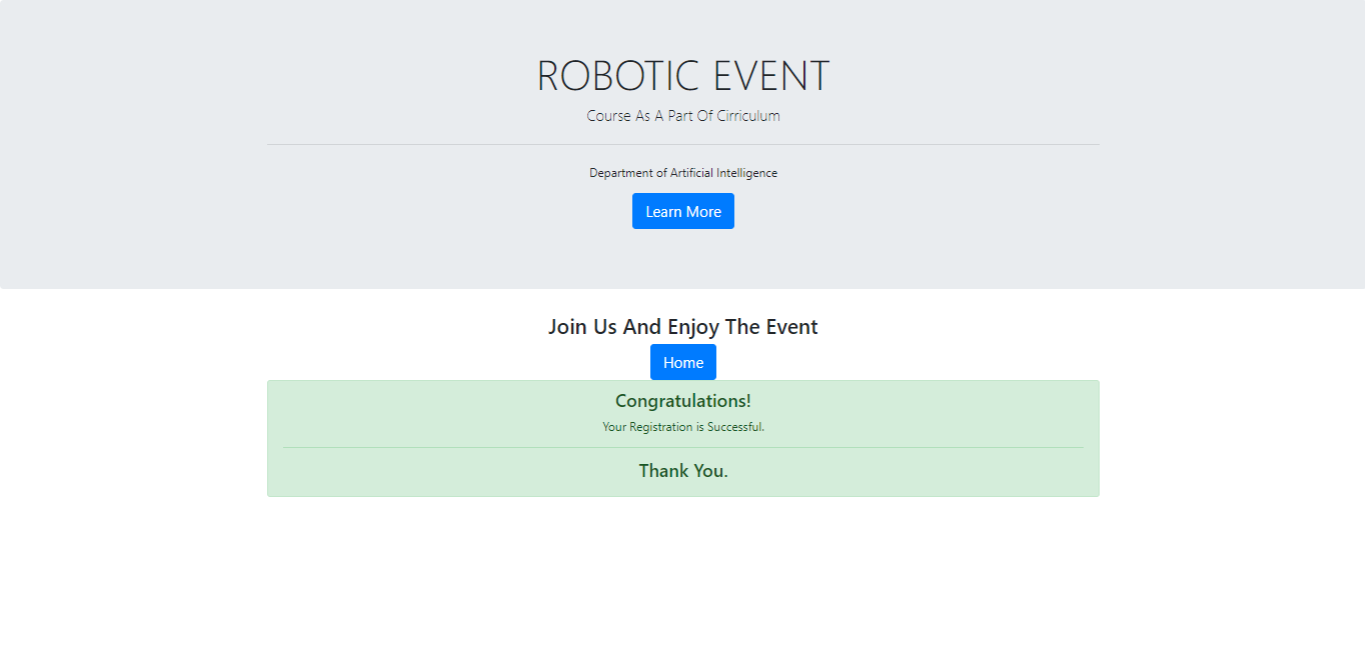 ROBOTIC EVENT
Course As A Part Of Cirriculum
Department of Artificial Intelligence
Learn More
Join Us And Enjoy The Event
Home
Congratulations!
Your Registration is Successful.
Thank You.